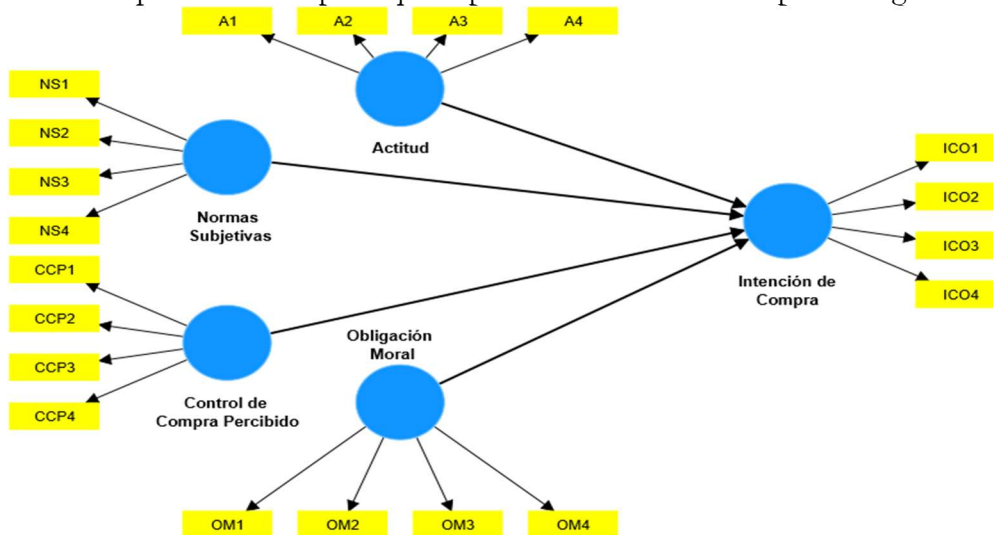 A1
A2
A3
A4
Actitud
NS1
NS2
NS3
NS4
Normas
Subjetivas
CCP1
CCP2
CCP3
CCP4
Control de
Compra Percibido
Obligación
Moral
OM1
OM2
OM3
OM4
Intención de
Compra
ICO1
ICO2
ICO3
ICO4